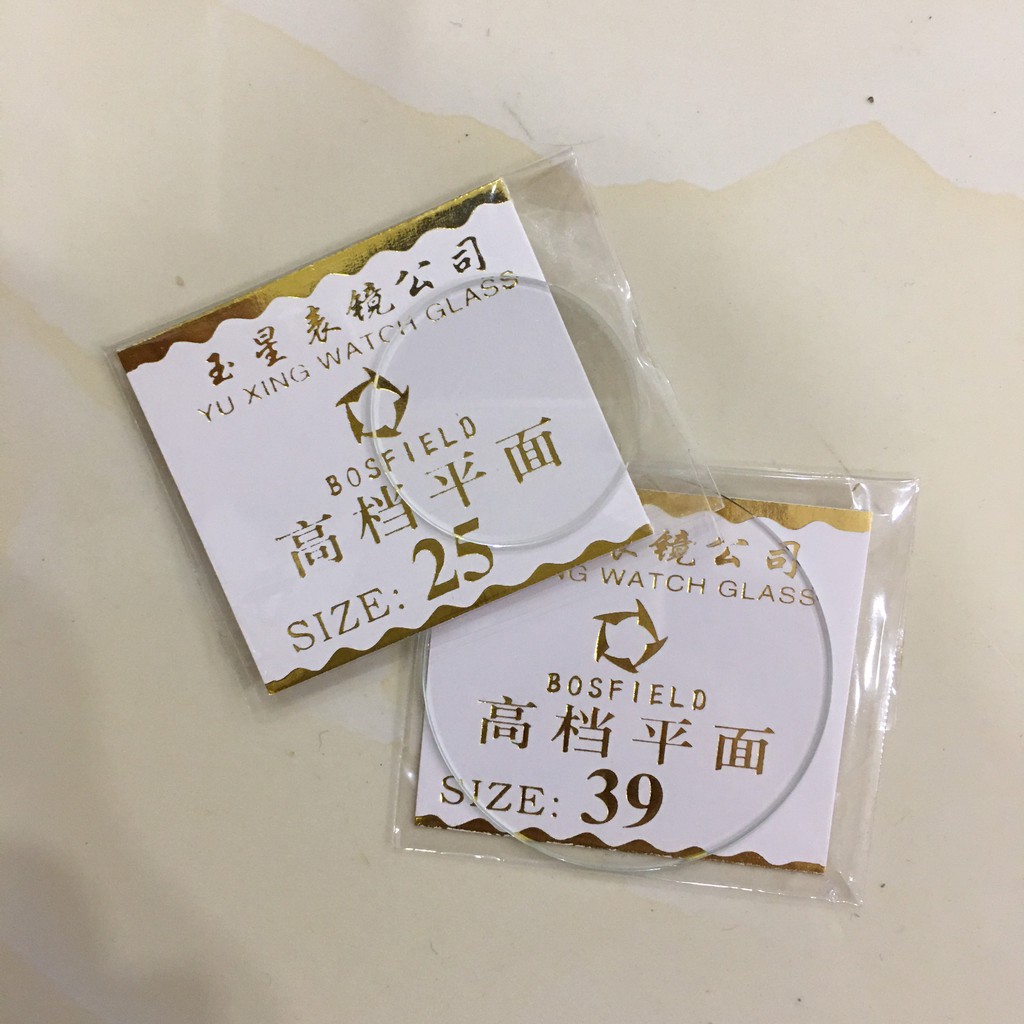 玉星表镜公司
YU XING WATCH GLASS
BOSFIELD
高档平面
SIZE: 25
表镜公司
NG WATCH GLASS
BOSFIELD
高档平面
SIZE: 39